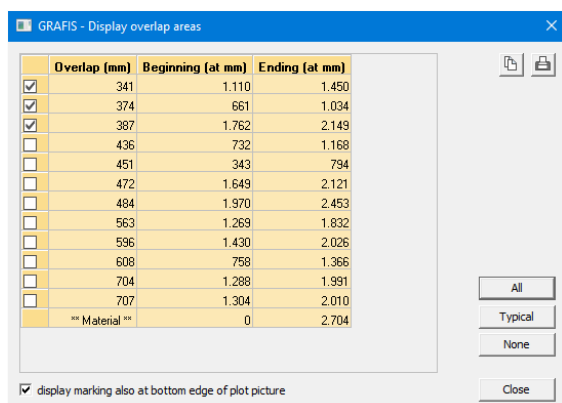 GRAFIS - Display overlap areas
Overlap (mm) Beginning (at mm) Ending (at mm)
341 1.110 1.450
374 661 1.034
387 1.762 2.149
436 732 1.168
451 343 794
472 1.649 2.121
484 1.970 2.453
563 1.269 1.832
596 1.430 2.026
608 758 1.366
704 1.288 1.991
707 1.304 2.010
** Material ** 0 2.704
All
Typical
None
display marking also at bottom edge of plot picture
Close